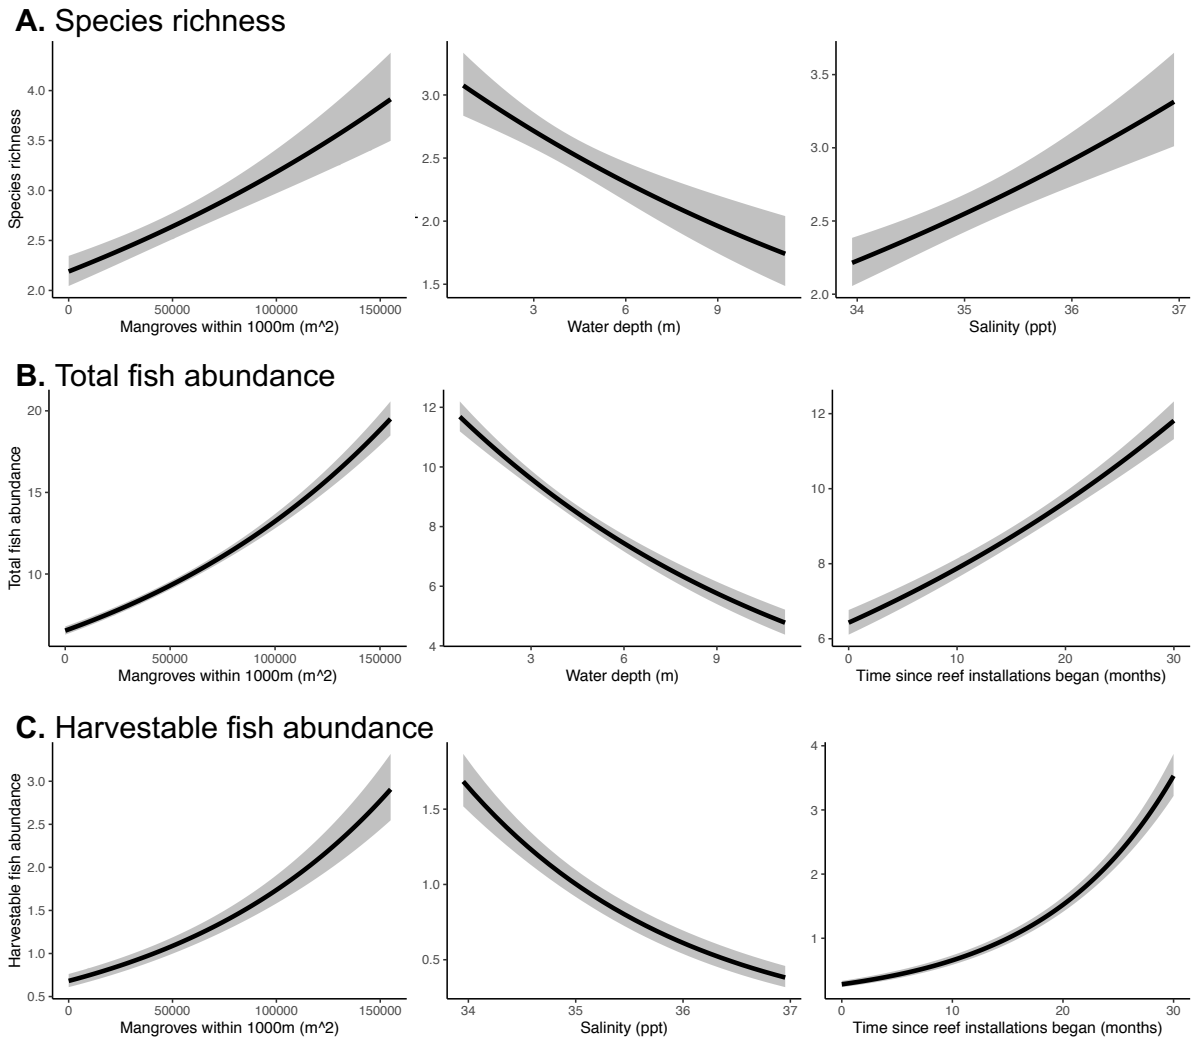 A. Species richness
Species richness
4.0
3.5
3.0
2.5
2.0
0 50000 100000 150000
Mangroves within 1000m (m^2)
3.0
2.5
2.0
1.5
3 6 9
Water depth (m)
3.5
3.0
2.5
2.0
34 35 36 37
Salinity (ppt)
B. Total fish abundance
Total fish abundance
20
15
10
0 50000 100000 150000
Mangroves within 1000m (m^2)
12
10
8
6
4
3 6 9
Water depth (m)
12
10
8
6
0 10 20 30
Time since reef installations began (months)
C. Harvestable fish abundance
Harvestable fish abundance
3.0
2.5
2.0
1.5
1.0
0.5
0 50000 100000 150000
Mangroves within 1000m (m^2)
1.5
1.0
0.5
34 35 36 37
Salinity (ppt)
4
3
2
1
0 10 20 30
Time since reef installations began (months)